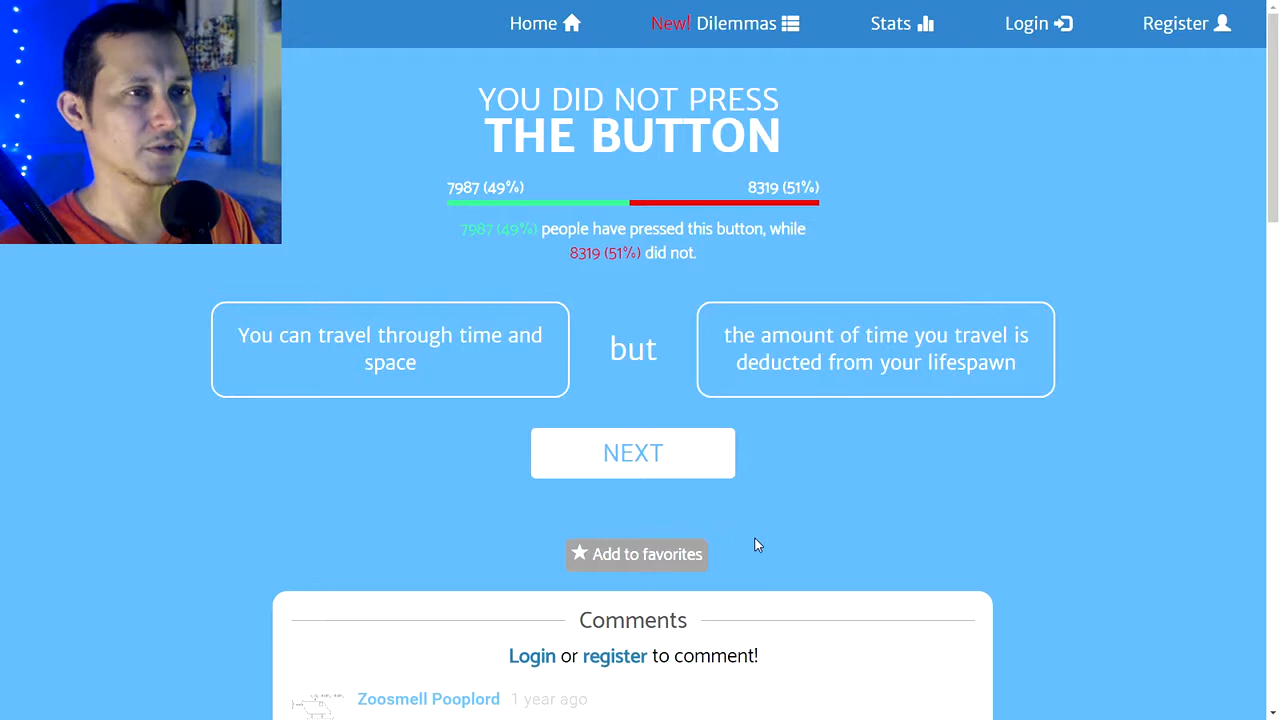 Home
New! Dilemmas
Stats
Login
Register
YOU DID NOT PRESS
THE BUTTON
7987 (49%)
8319 (51%)
7987 (49%) people have pressed this button, while
8319 (51%) did not.
You can travel through time and
space
but
the amount of time you travel is
deducted from your lifespawn
NEXT
Add to favorites
Comments
Login or register to comment!
Zoosmell Pooplord 1 year ago